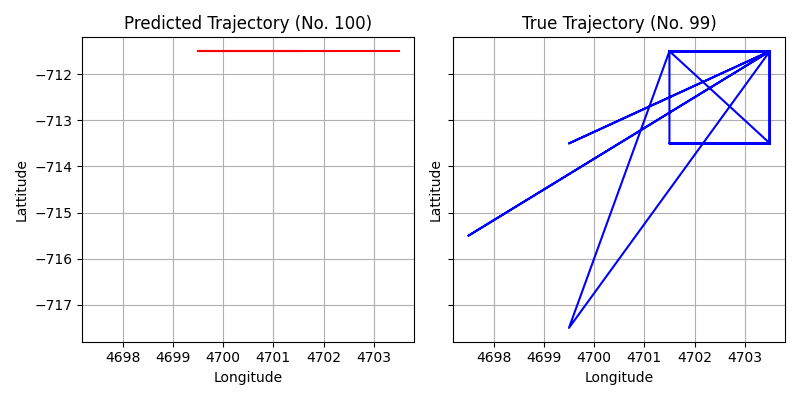 Predicted Trajectory (No. 100)
True Trajectory (No. 99)
Lattitude
−712
−713
−714
−715
−716
−717
4698 4699 4700 4701 4702 4703
Longitude
Lattitude
4698 4699 4700 4701 4702 4703
Longitude